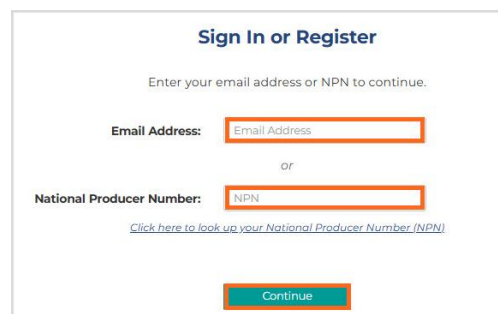 Sign In or Register
Enter your email address or NPN to continue.
Email Address: Email Address
or
National Producer Number: NPN
Click here to look up your National Producer Number (NPN)
Continue